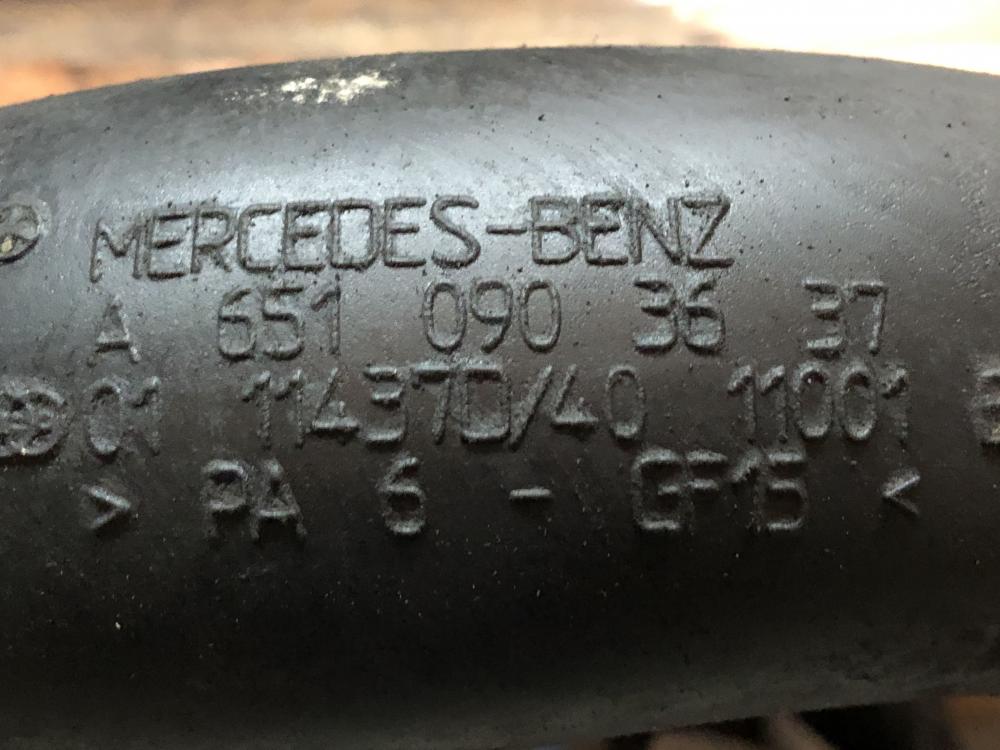 MERCEDES-BENZ
A 651 090 36 37
01 11437D/40 11001
> PA 6 - GF15 <